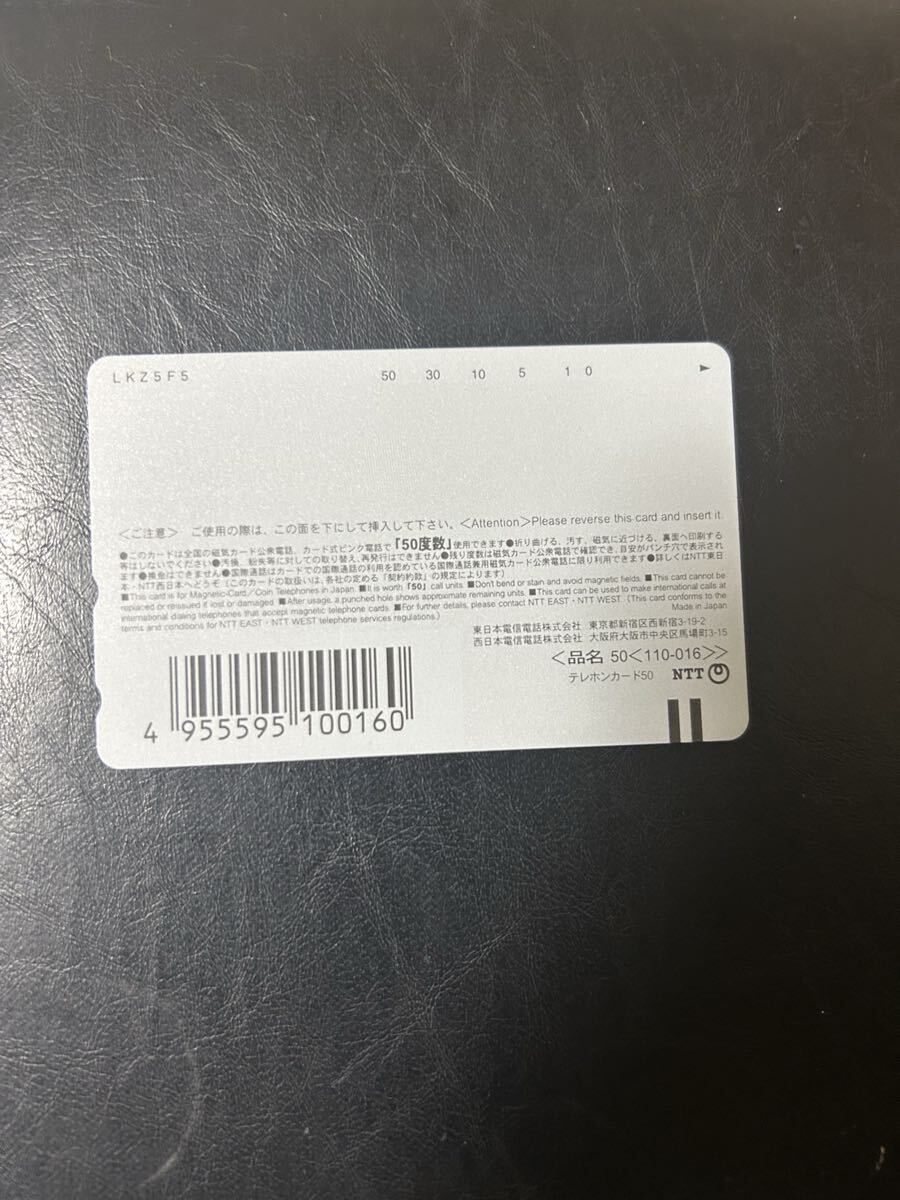 LKZ5F5 50 30 10 5 1 0
<ご注意> ご使用の際は、この面を下にして挿入して下さい。<Attention>Please reverse this card and insert it.
●このカードは全国の磁気カード公衆電話、カード式ピンク電話で「50度数」使用できます●折り曲げる、汚す、磁気に近づける、裏面へ印刷する
等はしないでください●汚損、紛失等に対しての取り替え、再発行はできません●残り度数は磁気カード公衆電話で確認でき、目安がパンチ穴で表示され
ます●換金はできません●国際通話はカードでの国際通話の利用を認めている国際通話兼用磁気カード公衆電話に限り利用できます●詳しくはNTT東日
本・NTT西日本へどうぞ(このカードの取扱いは、各社の定める「契約約款」の規定によります)
■This card is for Magnetic-Card/Coin Telephones in Japan. ■It is worth「50」call units. ■Don't bend or stain and avoid magnetic fields. ■This card cannot be
replaced or reissued if lost or damaged. ■After usage, a punched hole shows approximate remaining units. ■This card can be used to make international calls at
international dialing telephones that accept magnetic telephone cards. ■For further details, please contact NTT EAST・NTT WEST. (This card conforms to the
terms and conditions for NTT EAST・NTT WEST telephone services regulations.)
Made in Japan
東日本電信電話株式会社 東京都新宿区西新宿3-19-2
西日本電信電話株式会社 大阪府大阪市中央区馬場町3-15
<品名 50<110-016>>
テレホンカード50 NTT
4 955595 100160